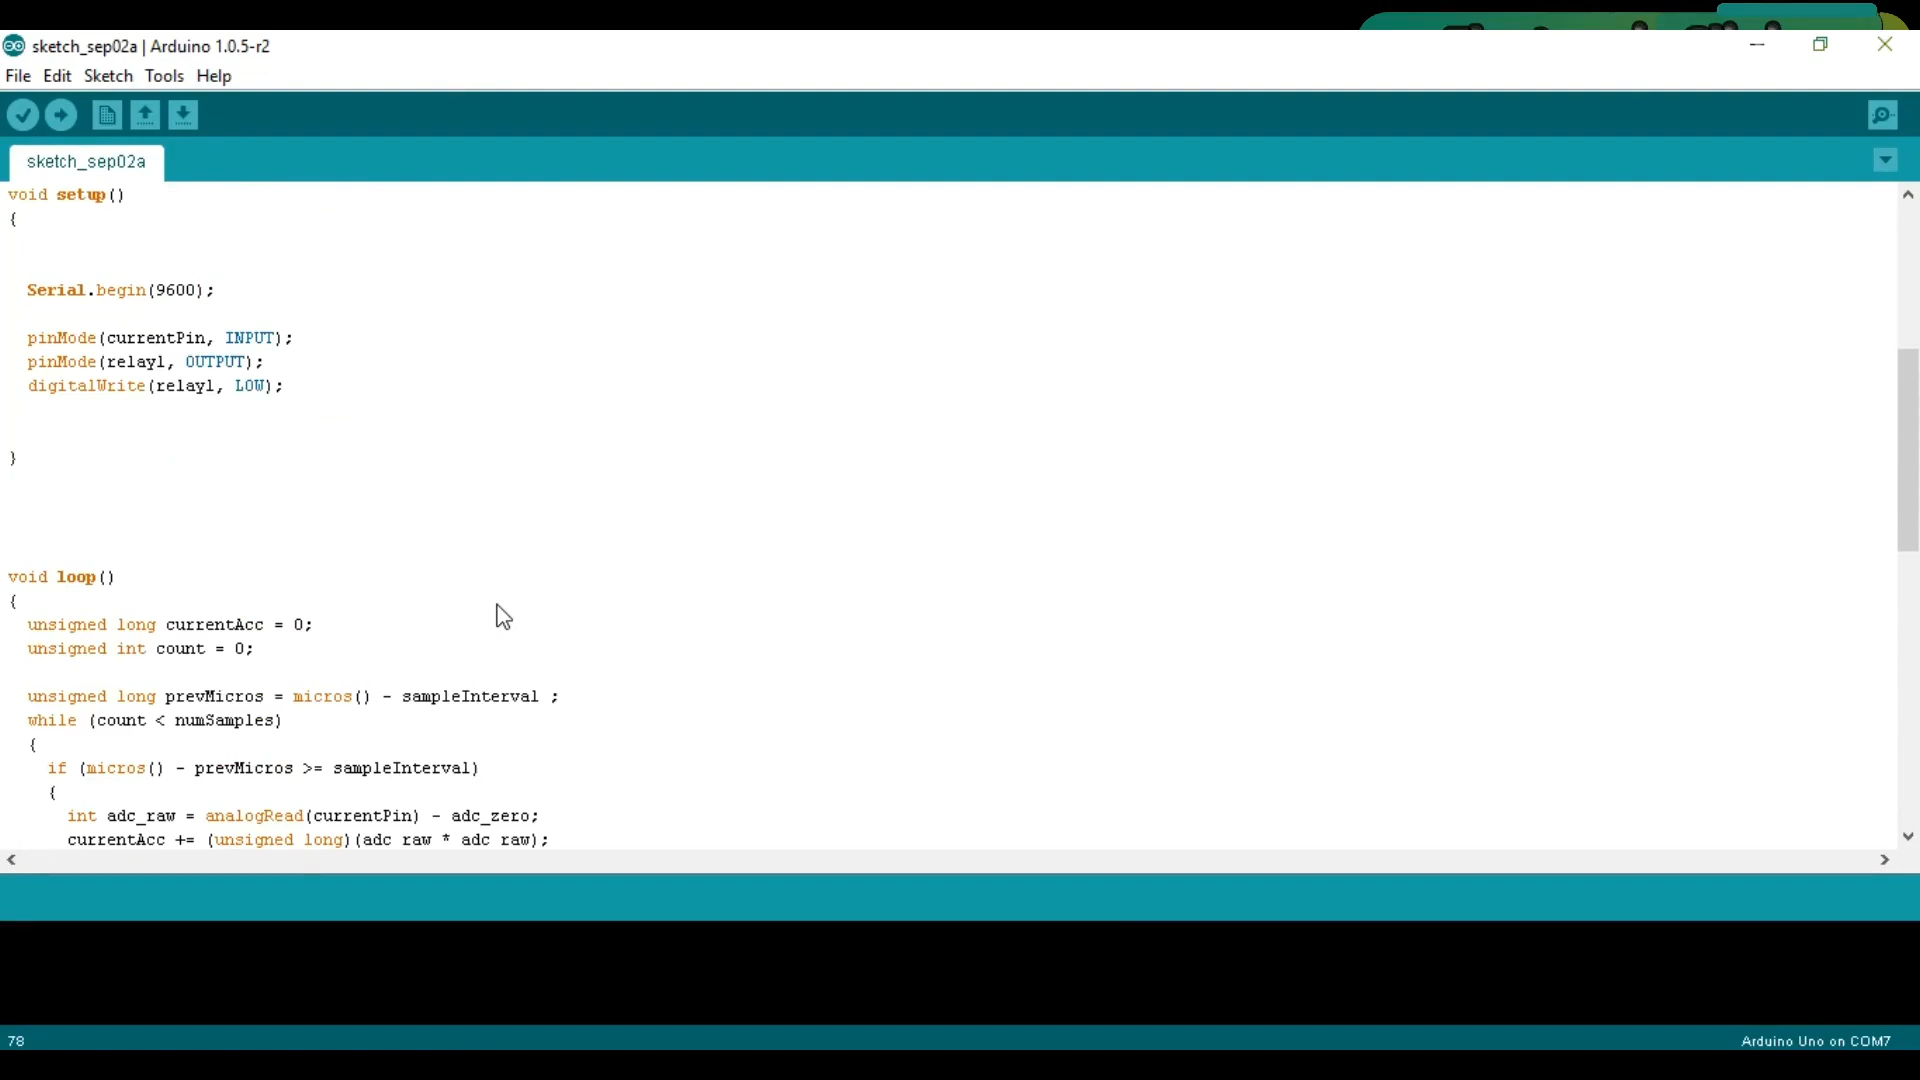 sketch_sep02a | Arduino 1.0.5-r2
File Edit Sketch Tools Help
sketch_sep02a
void setup()
{
Serial.begin(9600);
pinMode(currentPin, INPUT);
pinMode(relay1, OUTPUT);
digitalWrite(relay1, LOW);
}
void loop()
{
unsigned long currentAcc = 0;
unsigned int count = 0;
unsigned long prevMicros = micros() - sampleInterval ;
while (count < numSamples)
{
if (micros() - prevMicros >= sampleInterval)
{
int adc_raw = analogRead(currentPin) - adc_zero;
currentAcc += (unsigned long)(adc_raw * adc_raw);
78
Arduino Uno on COM7